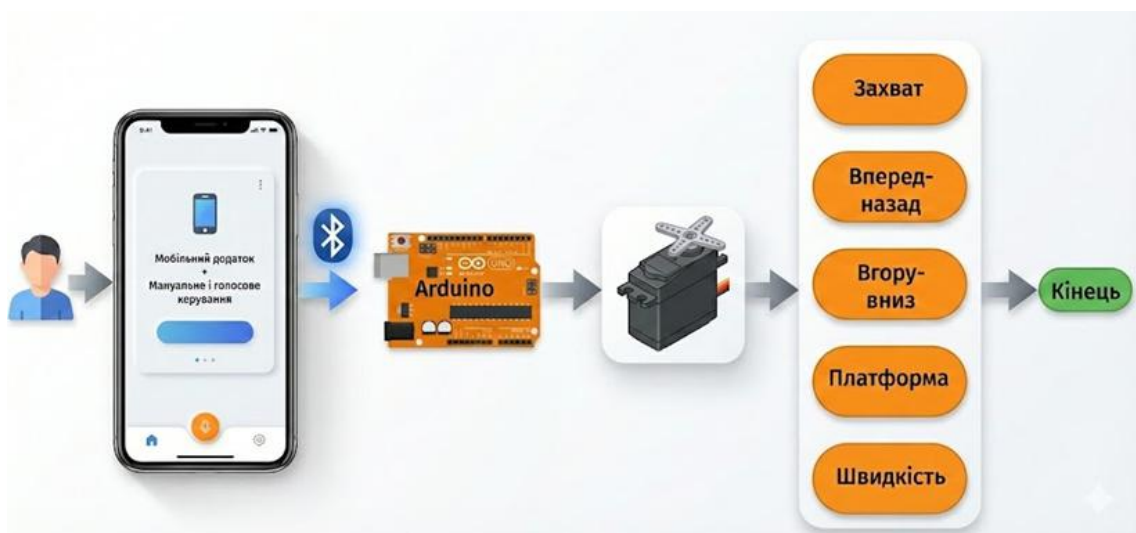 9:41
Мобільний додаток
+
Мануальне і голосове
керування
UNO
Arduino
Захват
Вперед-
назад
Вгору-
вниз
Платформа
Швидкість
Кінець